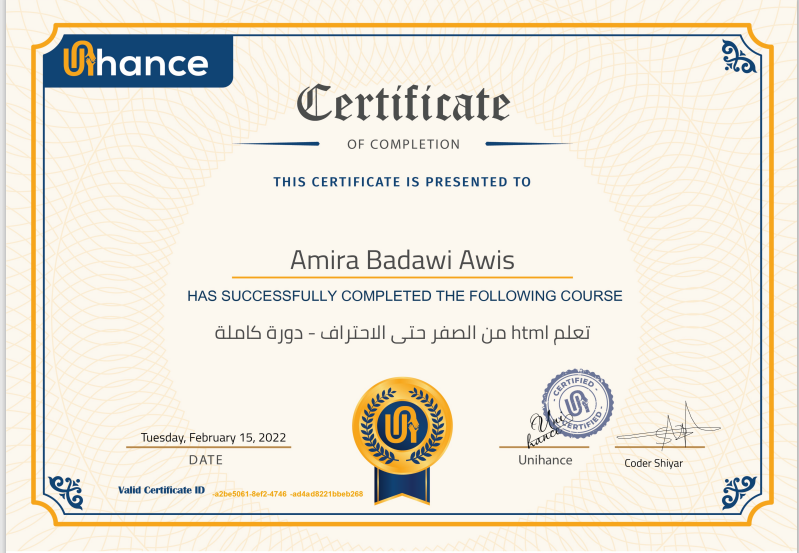 Unhance
Certificate
OF COMPLETION
THIS CERTIFICATE IS PRESENTED TO
Amira Badawi Awis
HAS SUCCESSFULLY COMPLETED THE FOLLOWING COURSE
تعلم html من الصفر حتى الاحتراف - دورة كاملة
Tuesday, February 15, 2022
DATE
CERTIFIED
CERTIFIED
Uni
hance
Unihance
Coder Shiyar
Valid Certificate ID -a2be5061-8ef2-4746 -ad4ad8221bbeb268